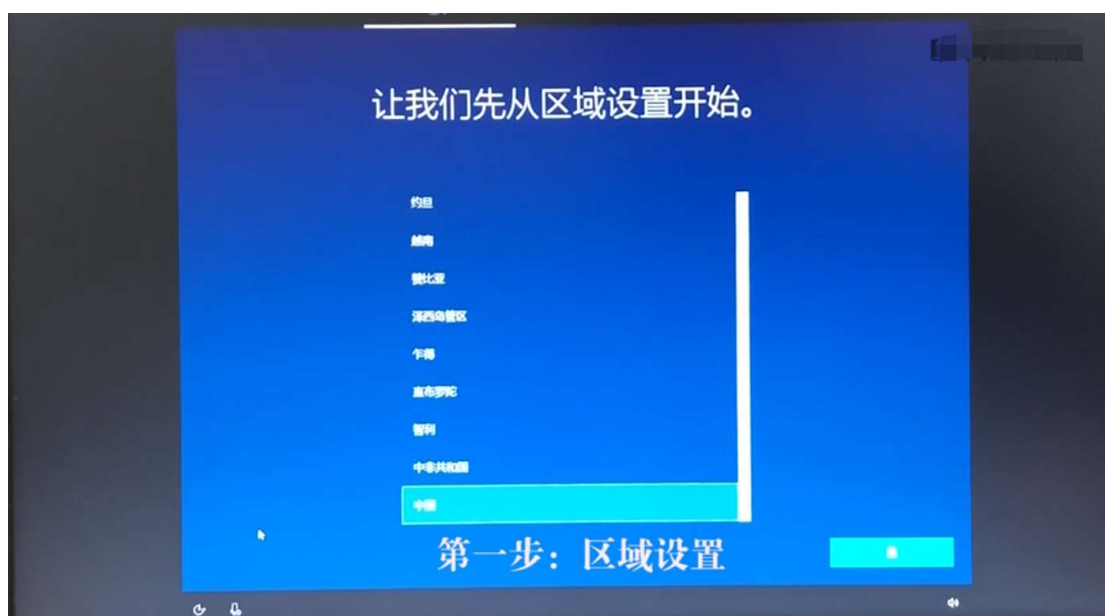 让我们先从区域设置开始。
约旦
越南
赞比亚
泽西岛管区
乍得
直布罗陀
智利
中非共和国
中国
第一步：区域设置
是